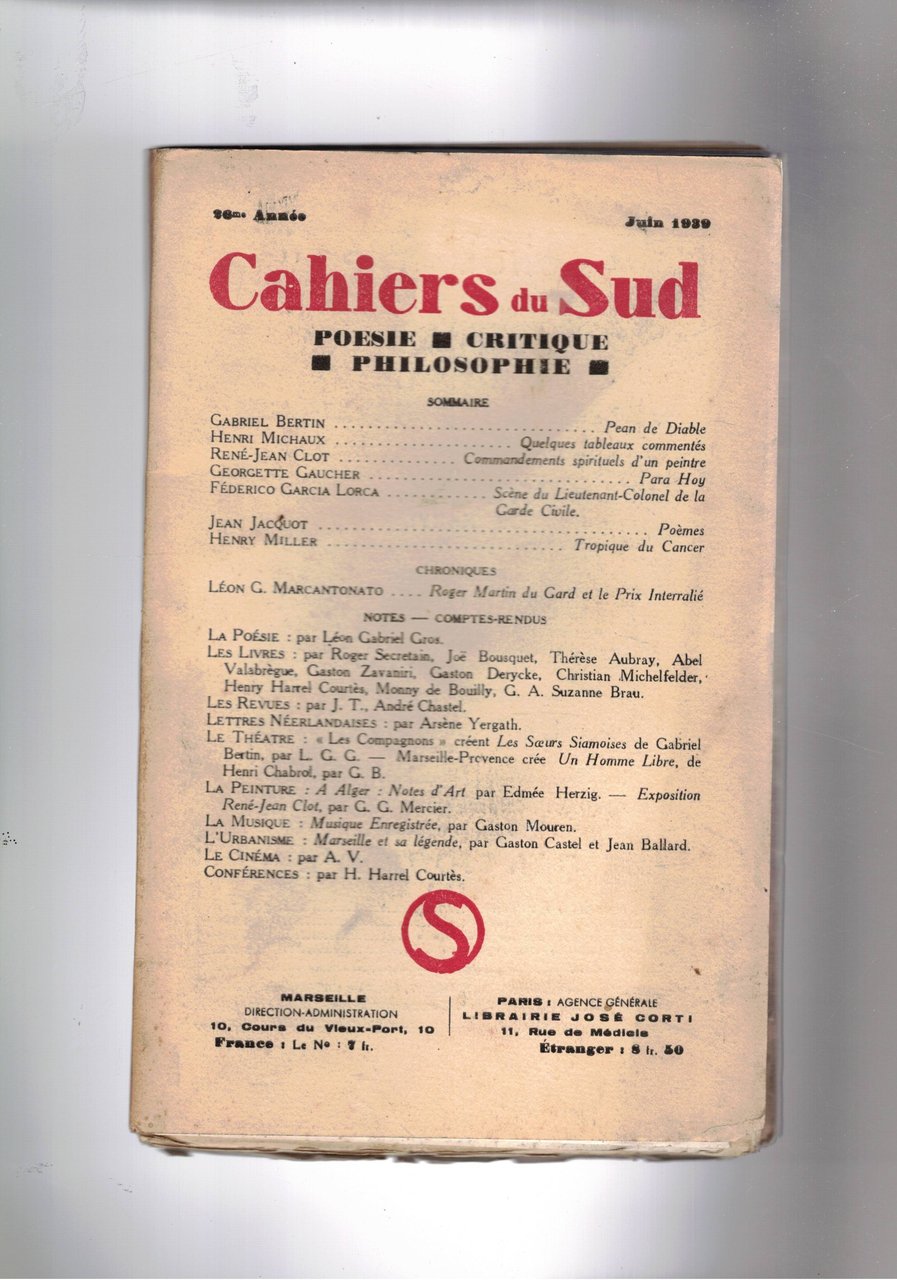 26me Année
Juin 1939
Cahiers du Sud
POESIE ■ CRITIQUE
■ PHILOSOPHIE ■
SOMMAIRE
GABRIEL BERTIN .............................. Pean de Diable
HENRI MICHAUX .................... Quelques tableaux commentés
RENÉ-JEAN CLOT ............. Commandements spirituels d'un peintre
GEORGETTE GAUCHER .............................. Para Hoy
FÉDERICO GARCIA LORCA ............ Scène du Lieutenant-Colonel de la
Garde Civile.
JEAN JACQUOT ...................................... Poèmes
HENRY MILLER ........................... Tropique du Cancer
CHRONIQUES
LÉON G. MARCANTONATO .... Roger Martin du Gard et le Prix Interralié
NOTES — COMPTES-RENDUS
LA POÉSIE : par Léon Gabriel Gros.
LES LIVRES : par Roger Secretain, Joë Bousquet, Thérèse Aubray, Abel
Valabrègue, Gaston Zavaniri, Gaston Derycke, Christian Michelfelder,
Henry Harrel Courtès, Monny de Bouilly, G. A. Suzanne Brau.
LES REVUES : par J. T., André Chastel.
LETTRES NÉERLANDAISES : par Arsène Yergath.
LE THÉATRE : « Les Compagnons » créent Les Sœurs Siamoises de Gabriel
Bertin, par L. G. G. — Marseille-Prcvence crée Un Homme Libre, de
Henri Chabrol, par G. B.
LA PEINTURE : A Alger : Notes d'Art par Edmée Herzig. — Exposition
René-Jean Clot, par G. G. Mercier.
LA MUSIQUE : Musique Enregistrée, par Gaston Mouren.
L'URBANISME : Marseille et sa légende, par Gaston Castel et Jean Ballard.
LE CINÉMA : par A. V.
CONFÉRENCES : par H. Harrel Courtès.
S
MARSEILLE
DIRECTION-ADMINISTRATION
10, Cours du Vieux-Port, 10
France : Le No : 7 fr.
PARIS : AGENCE GÉNÉRALE
LIBRAIRIE JOSÉ CORTI
11, Rue de Médicis
Étranger : 8 fr. 50